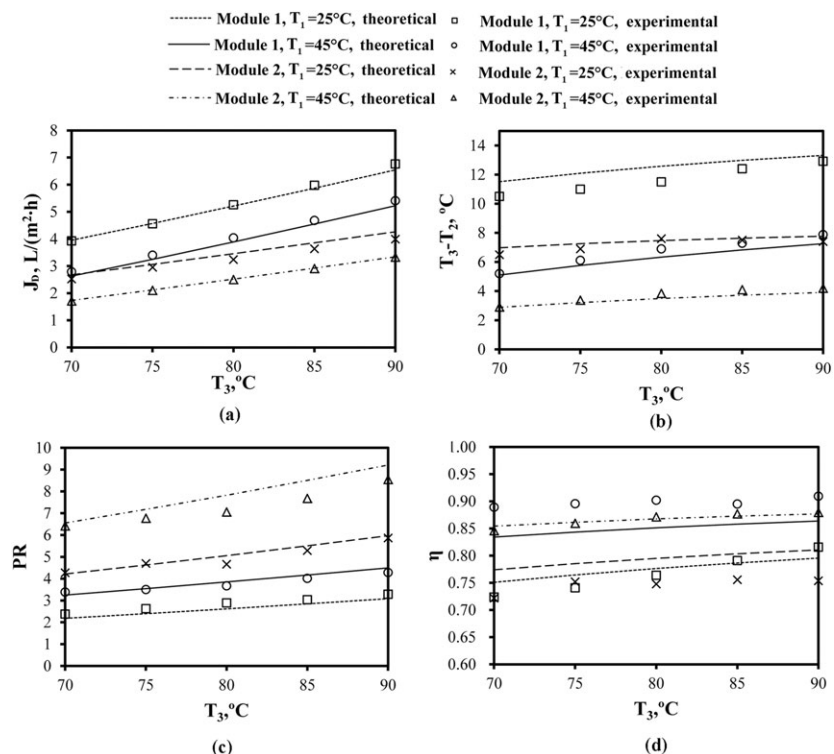 Module 1, T1=25°C, theoretical
Module 1, T1=25°C, experimental
Module 1, T1=45°C, theoretical
Module 1, T1=45°C, experimental
Module 2, T1=25°C, theoretical
Module 2, T1=25°C, experimental
Module 2, T1=45°C, theoretical
Module 2, T1=45°C, experimental
JD, L/(m²·h)
8
7
6
5
4
3
2
1
0
70 75 80 85 90
T3,ºC
(a)
T3-T2, ºC
14
12
10
8
6
4
2
0
70 75 80 85 90
T3,ºC
(b)
PR
10
9
8
7
6
5
4
3
2
1
0
70 75 80 85 90
T3,ºC
(c)
η
1.00
0.95
0.90
0.85
0.80
0.75
0.70
0.65
0.60
70 75 80 85 90
T3,ºC
(d)